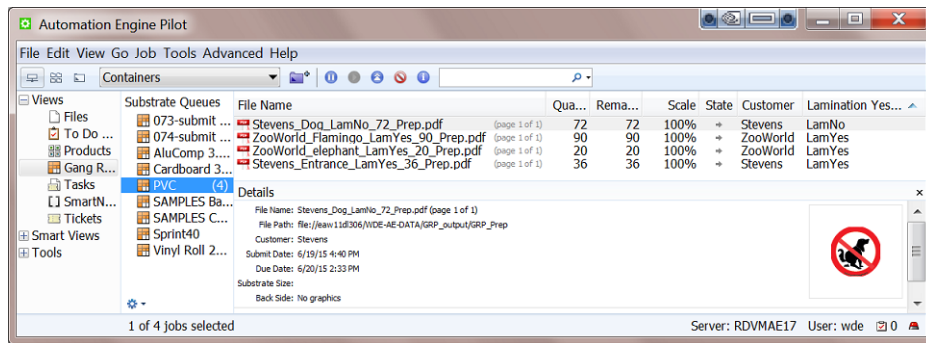 Automation Engine Pilot
File Edit View Go Job Tools Advanced Help
Containers
Views
Files
To Do ...
Products
Gang R...
Tasks
SmartN...
Tickets
Smart Views
Tools
Substrate Queues
073-submit ...
074-submit ...
AluComp 3....
Cardboard 3...
PVC (4)
SAMPLES Ba...
SAMPLES C...
Sprint40
Vinyl Roll 2...
File Name Qua... Rema... Scale State Customer Lamination Yes...
Stevens_Dog_LamNo_72_Prep.pdf (page 1 of 1) 72 72 100% Stevens LamNo
ZooWorld_Flamingo_LamYes_90_Prep.pdf (page 1 of 1) 90 90 100% ZooWorld LamYes
ZooWorld_elephant_LamYes_20_Prep.pdf (page 1 of 1) 20 20 100% ZooWorld LamYes
Stevens_Entrance_LamYes_36_Prep.pdf (page 1 of 1) 36 36 100% Stevens LamYes
Details
File Name: Stevens_Dog_LamNo_72_Prep.pdf (page 1 of 1)
File Path: file://eaw11d306/WDE-AE-DATA/GRP_output/GRP_Prep
Customer: Stevens
Submit Date: 6/19/15 4:40 PM
Due Date: 6/20/15 2:33 PM
Substrate Size:
Back Side: No graphics
1 of 4 jobs selected
Server: RDVMAE17 User: wde 0